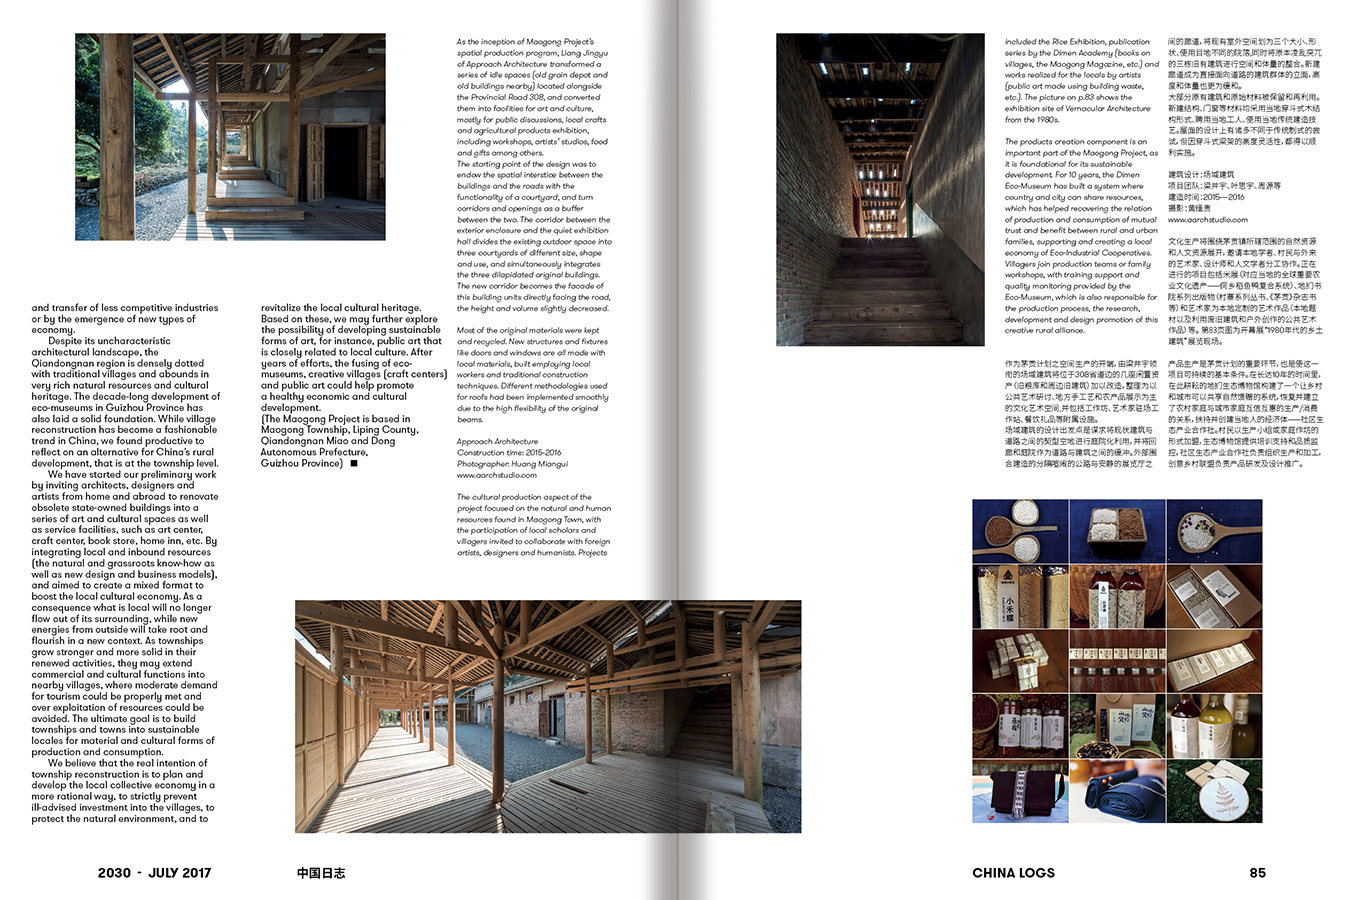 and transfer of less competitive industries
or by the emergence of new types of
economy.
Despite its uncharacteristic
architectural landscape, the
Qiandongnan region is densely dotted
with traditional villages and abounds in
very rich natural resources and cultural
heritage. The decade-long development of
eco-museums in Guizhou Province has
also laid a solid foundation. While village
reconstruction has become a fashionable
trend in China, we found productive to
reflect on an alternative for China's rural
development, that is at the township level.
We have started our preliminary work
by inviting architects, designers and
artists from home and abroad to renovate
obsolete state-owned buildings into a
series of art and cultural spaces as well
as service facilities, such as art center,
craft center, book store, home inn, etc. By
integrating local and inbound resources
(the natural and grassroots know-how as
well as new design and business models),
and aimed to create a mixed format to
boost the local cultural economy. As a
consequence what is local will no longer
flow out of its surrounding, while new
energies from outside will take root and
flourish in a new context. As townships
grow stronger and more solid in their
renewed activities, they may extend
commercial and cultural functions into
nearby villages, where moderate demand
for tourism could be properly met and
over exploitation of resources could be
avoided. The ultimate goal is to build
townships and towns into sustainable
locales for material and cultural forms of
production and consumption.
We believe that the real intention of
township reconstruction is to plan and
develop the local collective economy in a
more rational way, to strictly prevent
ill-advised investment into the villages, to
protect the natural environment, and to
revitalize the local cultural heritage.
Based on these, we may further explore
the possibility of developing sustainable
forms of art, for instance, public art that
is closely related to local culture. After
years of efforts, the fusing of eco-
museums, creative villages (craft centers)
and public art could help promote
a healthy economic and cultural
development.
(The Maogong Project is based in
Maogong Township, Liping County,
Qiandongnan Miao and Dong
Autonomous Prefecture,
Guizhou Province) ■
As the inception of Maogong Project's
spatial production program, Liang Jingyu
of Approach Architecture transformed a
series of idle spaces (old grain depot and
old buildings nearby) located alongside
the Provincial Road 308, and converted
them into facilities for art and culture,
mostly for public disussions, local crafts
and agricultural products exhibition,
including workshops, artists' studios, food
and gifts among others.
The starting point of the design was to
endow the spatial interstice between the
buildings and the roads with the
functionality of a courtyard, and turn
corridors and openings as a buffer
between the two. The corridor between the
exterior enclosure and the quiet exhibition
hall divides the existing outdoor space into
three courtyards of different size, shape
and use, and simultaneously integrates
the three dilapidated original buildings.
The new corridor becomes the facade of
this building units directly facing the road,
the height and volume slightly decreased.
Most of the original materials were kept
and recycled. New structures and fixtures
like doors and windows are all made with
local materials, built employing local
workers and traditional construction
techniques. Different methodologies used
for roofs had been implemented smoothly
due to the high flexibility of the original
beams.
Approach Architecture
Construction time: 2015-2016
Photographer: Huang Miangui
www.aarchstudio.com
The cultural production aspect of the
project focused on the natural and human
resources found in Maogong Town, with
the participation of local scholars and
villagers invited to collaborate with foreign
artists, designers and humanists. Projects
included the Rice Exhibition, publication
series by the Dimen Academy (books on
villages, the Maogong Magazine, etc.) and
works realized for the locals by artists
(public art made using building waste,
etc.). The picture on p.83 shows the
exhibition site of Vernacular Architecture
from the 1980s.
The products creation component is an
important part of the Maogong Project, as
it is foundational for its sustainable
development. For 10 years, the Dimen
Eco-Museum has built a system where
country and city can share resources,
which has helped recovering the relation
of production and consumption of mutual
trust and benefit between rural and urban
families, supporting and creating a local
economy of Eco-Industrial Cooperatives.
Villagers join production teams or family
workshops, with training support and
quality monitoring provided by the
Eco-Museum, which is also responsible for
the production process, the research,
development and design promotion of this
creative rural alliance.
作为茅贡计划之空间生产的开端，由梁井宇领
衔的场域建筑将位于308省道边的几座闲置资
产（旧粮库和周边旧建筑）加以改造，整理为以
公共艺术研讨、地方手工艺和农产品展示为主
的文化艺术空间，并包括工作坊、艺术家驻场工
作站、餐饮礼品等附属设施。
场域建筑的设计出发点是谋求将现状建筑与
道路之间的契型空地进行庭院化利用，并将回
廊和庭院作为道路与建筑之间的缓冲。外部围
合建造的分隔喧闹的公路与安静的展览厅之
间的廊道，将现有室外空间划为三个大小、形
状、使用目地不同的院落，同时将原本凌乱突兀
的三栋旧有建筑进行空间和体量的整合。新建
廊道成为直接面向道路的建筑群体的立面，高
度和体量也更为缓和。
大部分原有建筑和原始材料被保留和再利用。
新建结构、门窗等材料均采用当地穿斗式木结
构形式、聘用当地工人、使用当地传统建造技
艺。屋面的设计上有诸多不同于传统制式的尝
试，但因穿斗式梁架的高度灵活性，都得以顺
利实施。
建筑设计：场域建筑
项目团队：梁井宇、叶思宇、周源等
建造时间：2015—2016
摄影：黄缅贵
www.aarchstudio.com
文化生产将围绕茅贡镇所辖范围的自然资源
和人文资源展开，邀请本地学者、村民与外来
的艺术家、设计师和人文学者分工协作。正在
进行的项目包括米展（对应当地的全球重要农
业文化遗产——侗乡稻鱼鸭复合系统）、地扪书
院系列出版物（村寨系列丛书、《茅贡》杂志书
等）和艺术家为本地定制的艺术作品（本地题
材以及利用废旧建筑和户外创作的公共艺术
作品）等。第83页图为开幕展“1980年代的乡土
建筑”展览现场。
产品生产是茅贡计划的重要环节，也是使这一
项目可持续的基本条件。在长达10年的时间里，
在此耕耘的地扪生态博物馆构建了一个让乡村
和城市可以共享自然馈赠的系统，恢复并建立
了农村家庭与城市家庭互信互惠的生产/消费
的关系，扶持并创建当地人的经济体——社区生
态产业合作社。村民以生产小组或家庭作坊的
形式加盟，生态博物馆提供培训支持和品质监
控，社区生态产业合作社负责组织生产和加工，
创意乡村联盟负责产品研发及设计推广。
小禾糯
2030 - JULY 2017
中国日志
CHINA LOGS
85